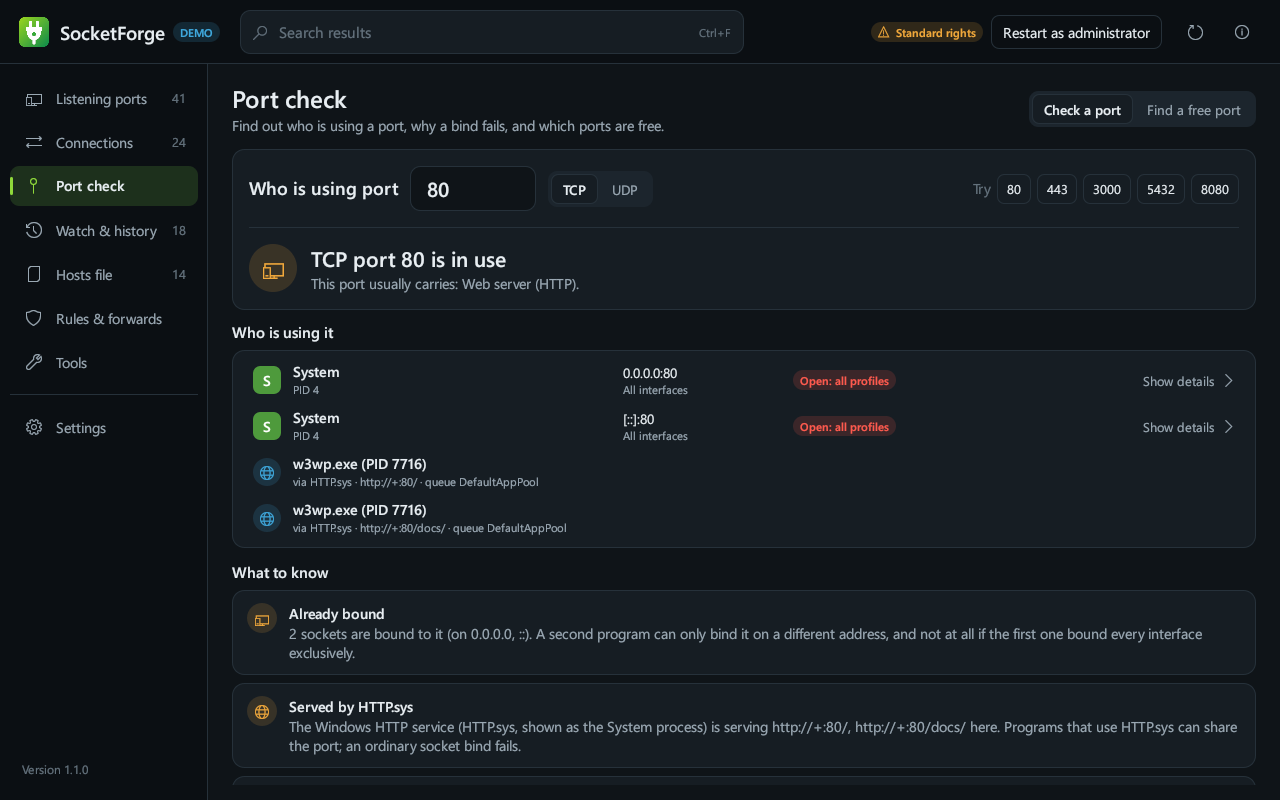 SocketForge DEMO
Search results Ctrl+F
Standard rights
Restart as administrator
Listening ports 41
Connections 24
Port check
Watch & history 18
Hosts file 14
Rules & forwards
Tools
Settings
Version 1.1.0
Port check
Find out who is using a port, why a bind fails, and which ports are free.
Check a port Find a free port
Who is using port 80 TCP UDP Try 80 443 3000 5432 8080
TCP port 80 is in use
This port usually carries: Web server (HTTP).
Who is using it
S System 0.0.0.0:80 Open: all profiles Show details
PID 4 All interfaces
S System [::]:80 Open: all profiles Show details
PID 4 All interfaces
w3wp.exe (PID 7716)
via HTTP.sys · http://+:80/ · queue DefaultAppPool
w3wp.exe (PID 7716)
via HTTP.sys · http://+:80/docs/ · queue DefaultAppPool
What to know
Already bound
2 sockets are bound to it (on 0.0.0.0, ::). A second program can only bind it on a different address, and not at all if the first one bound every interface
exclusively.
Served by HTTP.sys
The Windows HTTP service (HTTP.sys, shown as the System process) is serving http://+:80/, http://+:80/docs/ here. Programs that use HTTP.sys can share
the port; an ordinary socket bind fails.